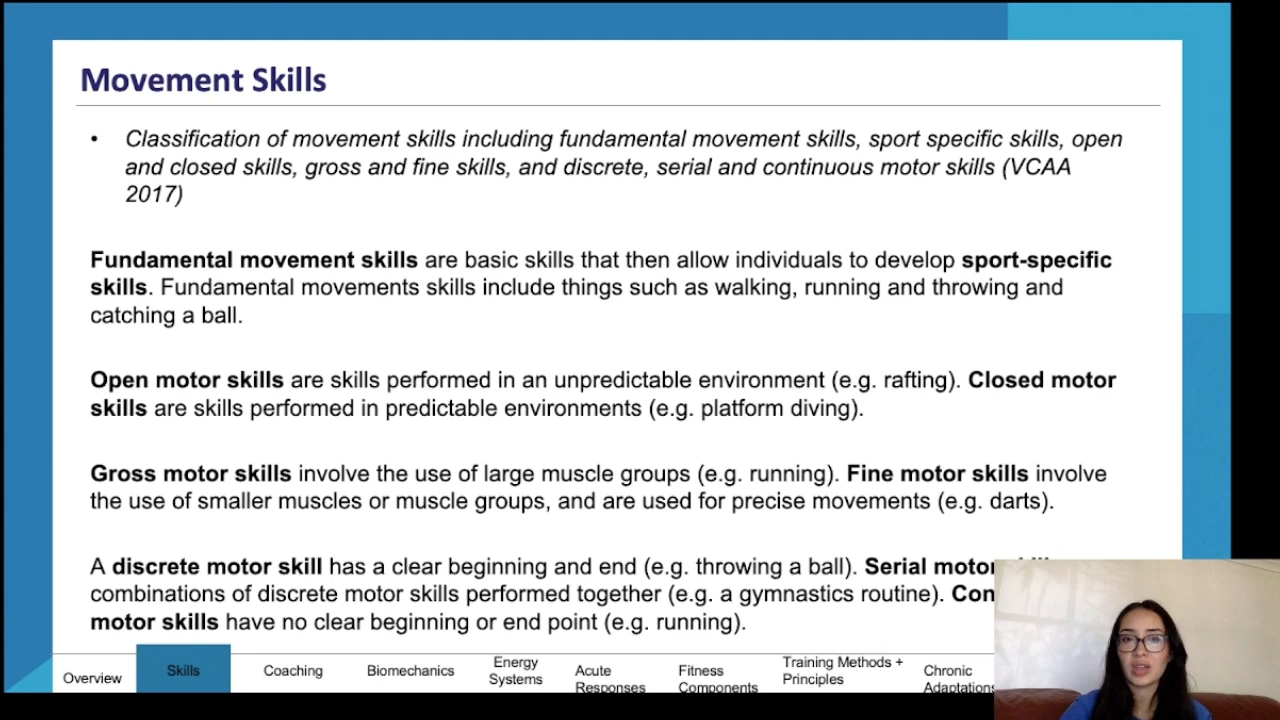 Movement Skills
• Classification of movement skills including fundamental movement skills, sport specific skills, open
and closed skills, gross and fine skills, and discrete, serial and continuous motor skills (VCAA
2017)
Fundamental movement skills are basic skills that then allow individuals to develop sport-specific
skills. Fundamental movements skills include things such as walking, running and throwing and
catching a ball.
Open motor skills are skills performed in an unpredictable environment (e.g. rafting). Closed motor
skills are skills performed in predictable environments (e.g. platform diving).
Gross motor skills involve the use of large muscle groups (e.g. running). Fine motor skills involve
the use of smaller muscles or muscle groups, and are used for precise movements (e.g. darts).
A discrete motor skill has a clear beginning and end (e.g. throwing a ball). Serial motor
combinations of discrete motor skills performed together (e.g. a gymnastics routine). Con
motor skills have no clear beginning or end point (e.g. running).
Overview
Skills
Coaching
Biomechanics
Energy
Systems
Acute
Responses
Fitness
Components
Training Methods +
Principles
Chronic
Adaptations